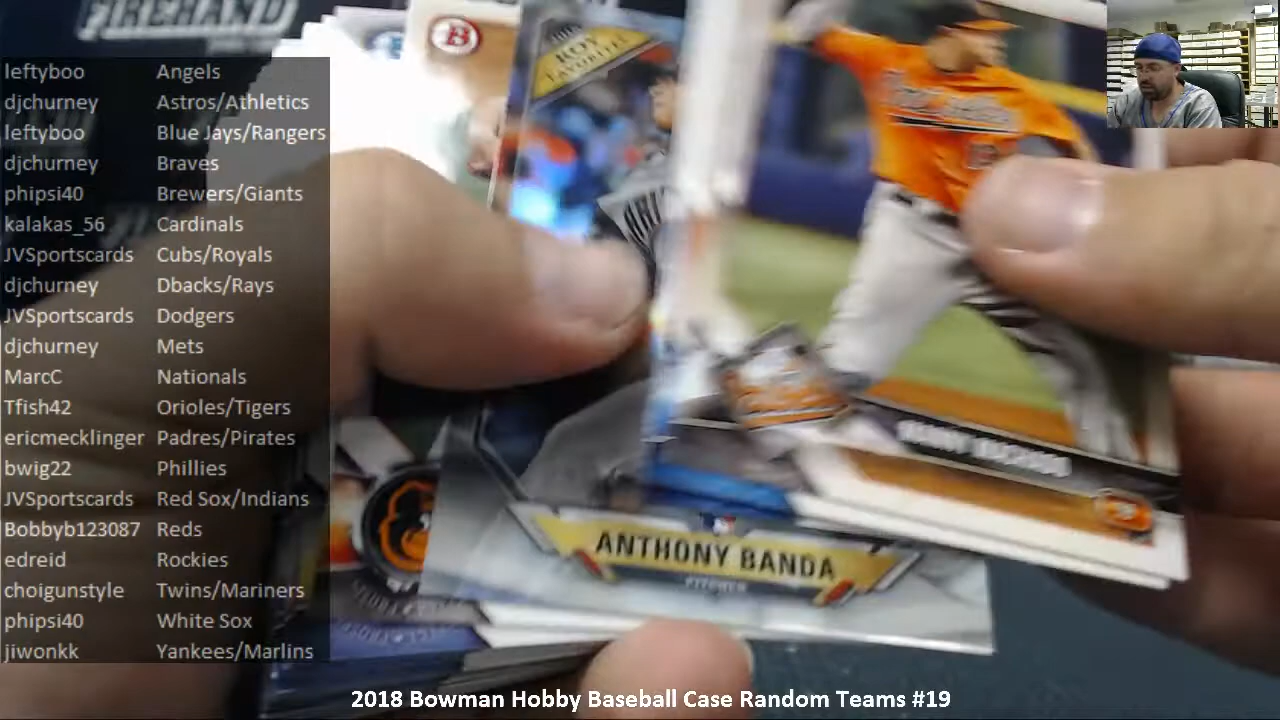 leftyboo Angels
djchurney Astros/Athletics
leftyboo Blue Jays/Rangers
djchurney Braves
phipsi40 Brewers/Giants
kalakas_56 Cardinals
JVSportscards Cubs/Royals
djchurney Dbacks/Rays
JVSportscards Dodgers
djchurney Mets
MarcC Nationals
Tfish42 Orioles/Tigers
ericmecklinger Padres/Pirates
bwig22 Phillies
JVSportscards Red Sox/Indians
Bobbyb123087 Reds
edreid Rockies
choigunstyle Twins/Mariners
phipsi40 White Sox
jiwonkk Yankees/Marlins
B
ROY
FAVORITES
ANTHONY BANDA
PITCHER
2018 Bowman Hobby Baseball Case Random Teams #19